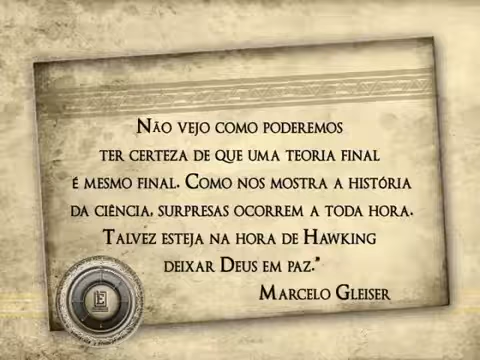 Não vejo como poderemos
ter certeza de que uma teoria final
é mesmo final. Como nos mostra a história
da ciência, surpresas ocorrem a toda hora.
Talvez esteja na hora de Hawking
deixar Deus em paz."
Marcelo Gleiser